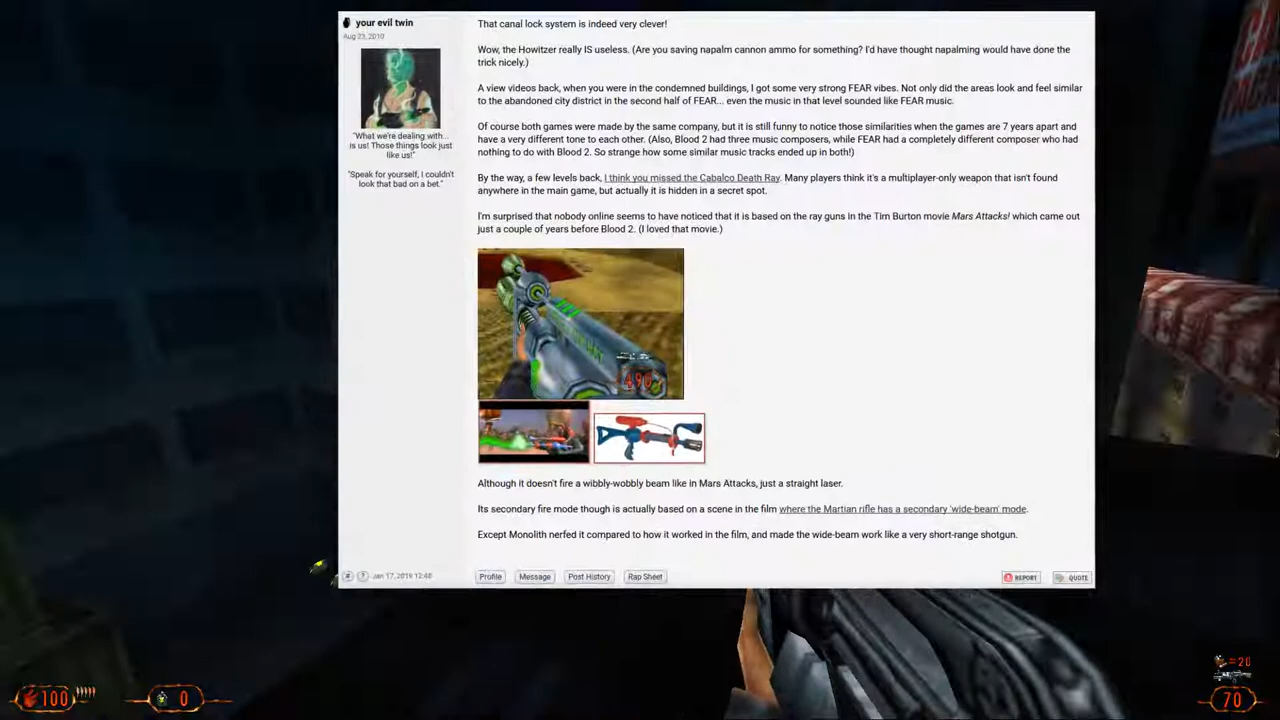 your evil twin
Aug 23, 2010
"What we're dealing with...
is us! Those things look just
like us!"
"Speak for yourself, I couldn't
look that bad on a bet."
That canal lock system is indeed very clever!
Wow, the Howitzer really IS useless. (Are you saving napalm cannon ammo for something? I'd have thought napalming would have done the
trick nicely.)
A view videos back, when you were in the condemned buildings, I got some very strong FEAR vibes. Not only did the areas look and feel similar
to the abandoned city district in the second half of FEAR... even the music in that level sounded like FEAR music.
Of course both games were made by the same company, but it is still funny to notice those similarities when the games are 7 years apart and
have a very different tone to each other. (Also, Blood 2 had three music composers, while FEAR had a completely different composer who had
nothing to do with Blood 2. So strange how some similar music tracks ended up in both!)
By the way, a few levels back, I think you missed the Cabalco Death Ray. Many players think it's a multiplayer-only weapon that isn't found
anywhere in the main game, but actually it is hidden in a secret spot.
I'm surprised that nobody online seems to have noticed that it is based on the ray guns in the Tim Burton movie Mars Attacks! which came out
just a couple of years before Blood 2. (I loved that movie.)
490
Although it doesn't fire a wibbly-wobbly beam like in Mars Attacks, just a straight laser.
Its secondary fire mode though is actually based on a scene in the film where the Martian rifle has a secondary 'wide-beam' mode.
Except Monolith nerfed it compared to how it worked in the film, and made the wide-beam work like a very short-range shotgun.
# ? Jan 17, 2019 12:48
Profile Message Post History Rap Sheet
REPORT QUOTE
100 0
=20
70